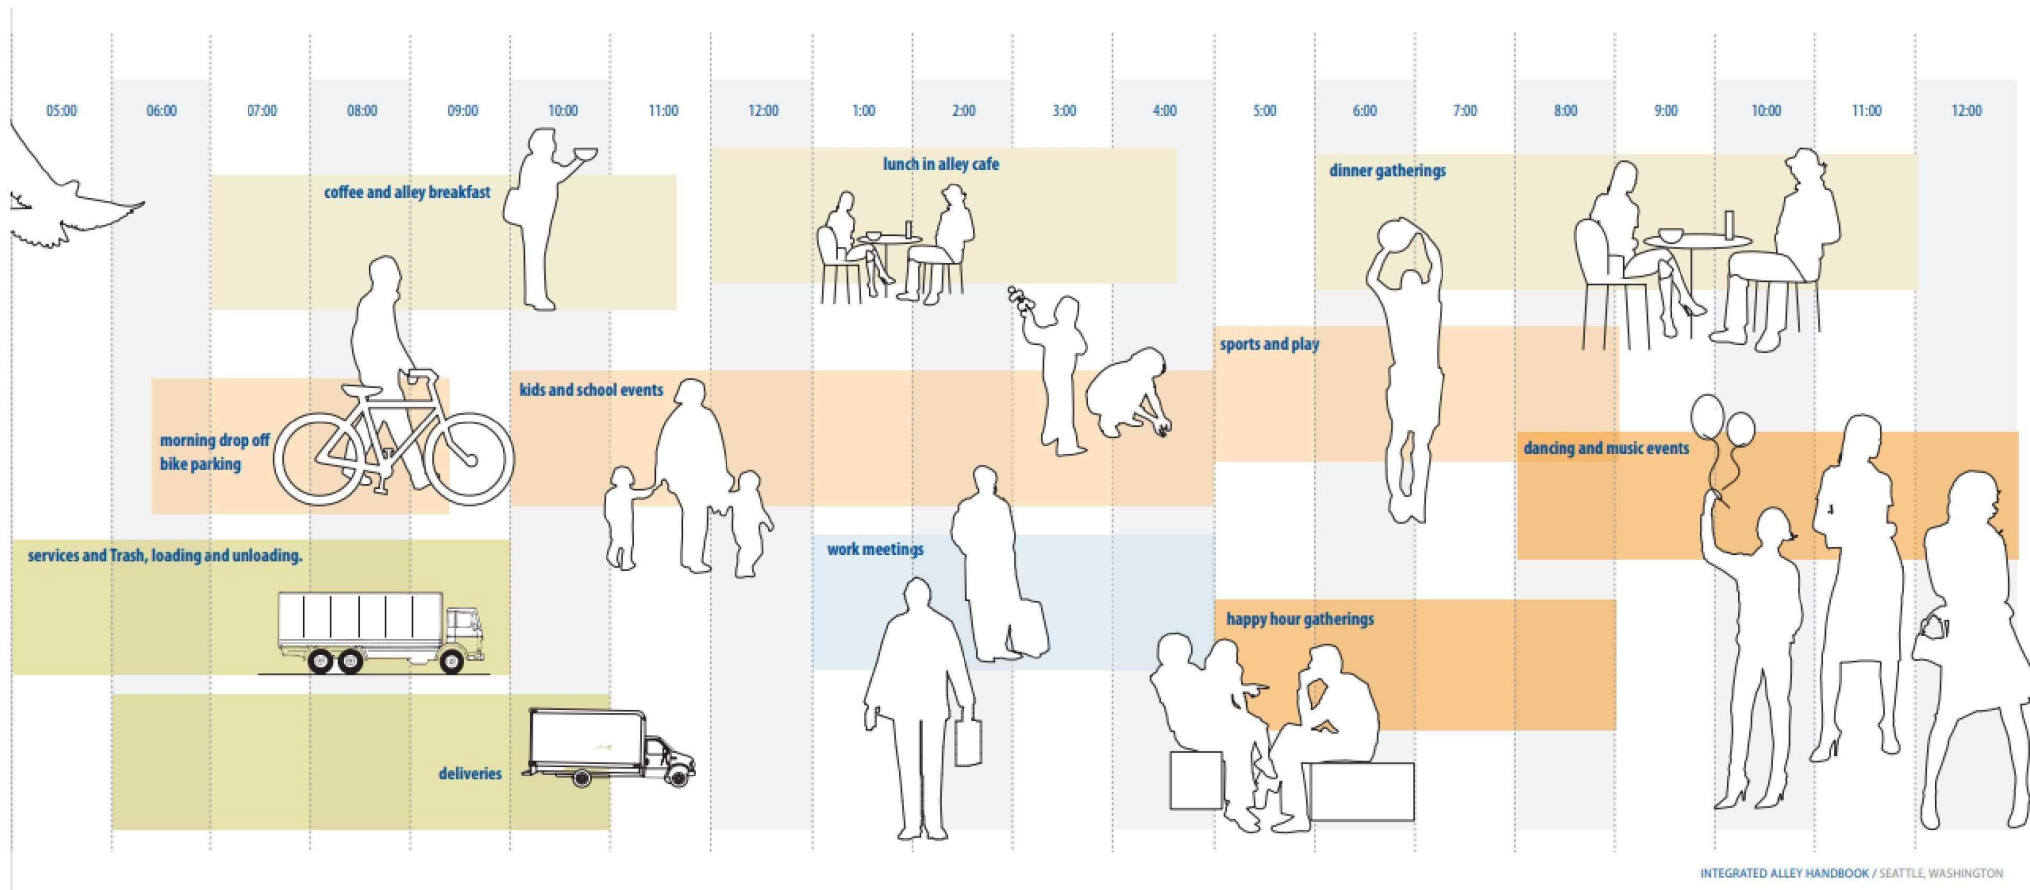 05:00 06:00 07:00 08:00 09:00 10:00 11:00 12:00 1:00 2:00 3:00 4:00 5:00 6:00 7:00 8:00 9:00 10:00 11:00 12:00
coffee and alley breakfast
lunch in alley cafe
dinner gatherings
sports and play
kids and school events
morning drop off
bike parking
dancing and music events
services and Trash, loading and unloading.
work meetings
happy hour gatherings
deliveries
INTEGRATED ALLEY HANDBOOK / SEATTLE, WASHINGTON